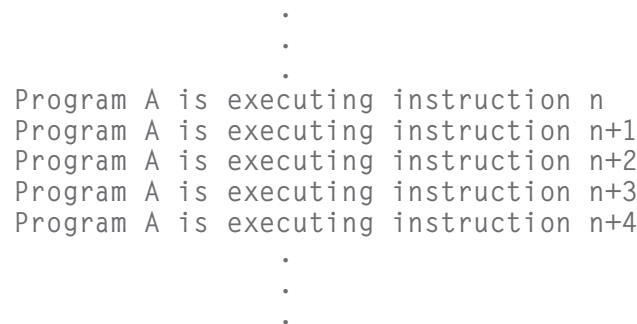 .
.
.
Program A is executing instruction n
Program A is executing instruction n+1
Program A is executing instruction n+2
Program A is executing instruction n+3
Program A is executing instruction n+4
.
.
.